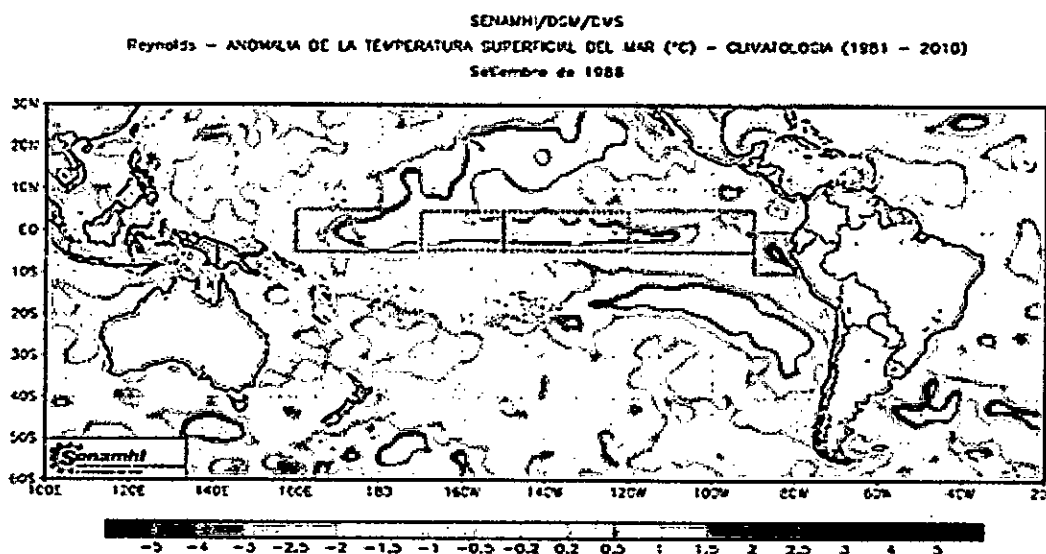 SENAMHI/DGM/DMS
Reynolds - ANOMALIA DE LA TEMPERATURA SUPERFICIAL DEL MAR (°C) - CLIMATOLOGIA (1981 - 2010)
Setiembre de 1988
30N
20N
10N
EQ
10S
20S
30S
40S
50S
60S
Senamhi
100E 120E 140E 160E 180 160W 140W 120W 100W 80W 60W 40W 20
-5 -4 -3 -2.5 -2 -1.5 -1 -0.5 -0.2 0.2 0.5 1 1.5 2 2.5 3 4 5